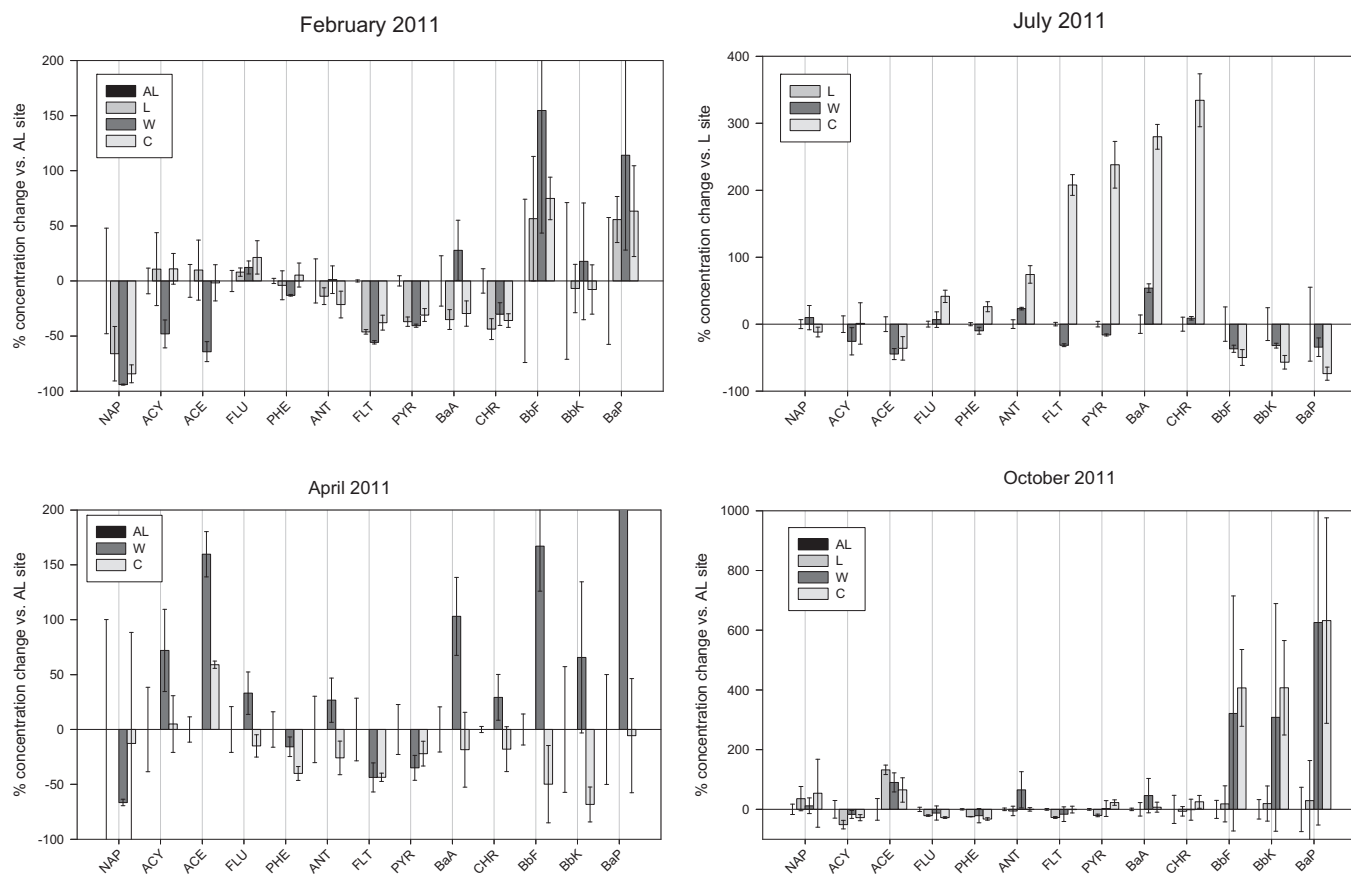 February 2011
200
150
100
50
0
-50
-100
% concentration change vs. AL site
AL
L
W
C
NAP
ACY
ACE
FLU
PHE
ANT
FLT
PYR
BaA
CHR
BbF
BbK
BaP
July 2011
400
300
200
100
0
-100
% concentration change vs. L site
L
W
C
NAP
ACY
ACE
FLU
PHE
ANT
FLT
PYR
BaA
CHR
BbF
BbK
BaP
April 2011
200
150
100
50
0
-50
-100
% concentration change vs. AL site
AL
W
C
NAP
ACY
ACE
FLU
PHE
ANT
FLT
PYR
BaA
CHR
BbF
BbK
BaP
October 2011
1000
800
600
400
200
0
% concentration change vs. AL site
AL
L
W
C
NAP
ACY
ACE
FLU
PHE
ANT
FLT
PYR
BaA
CHR
BbF
BbK
BaP